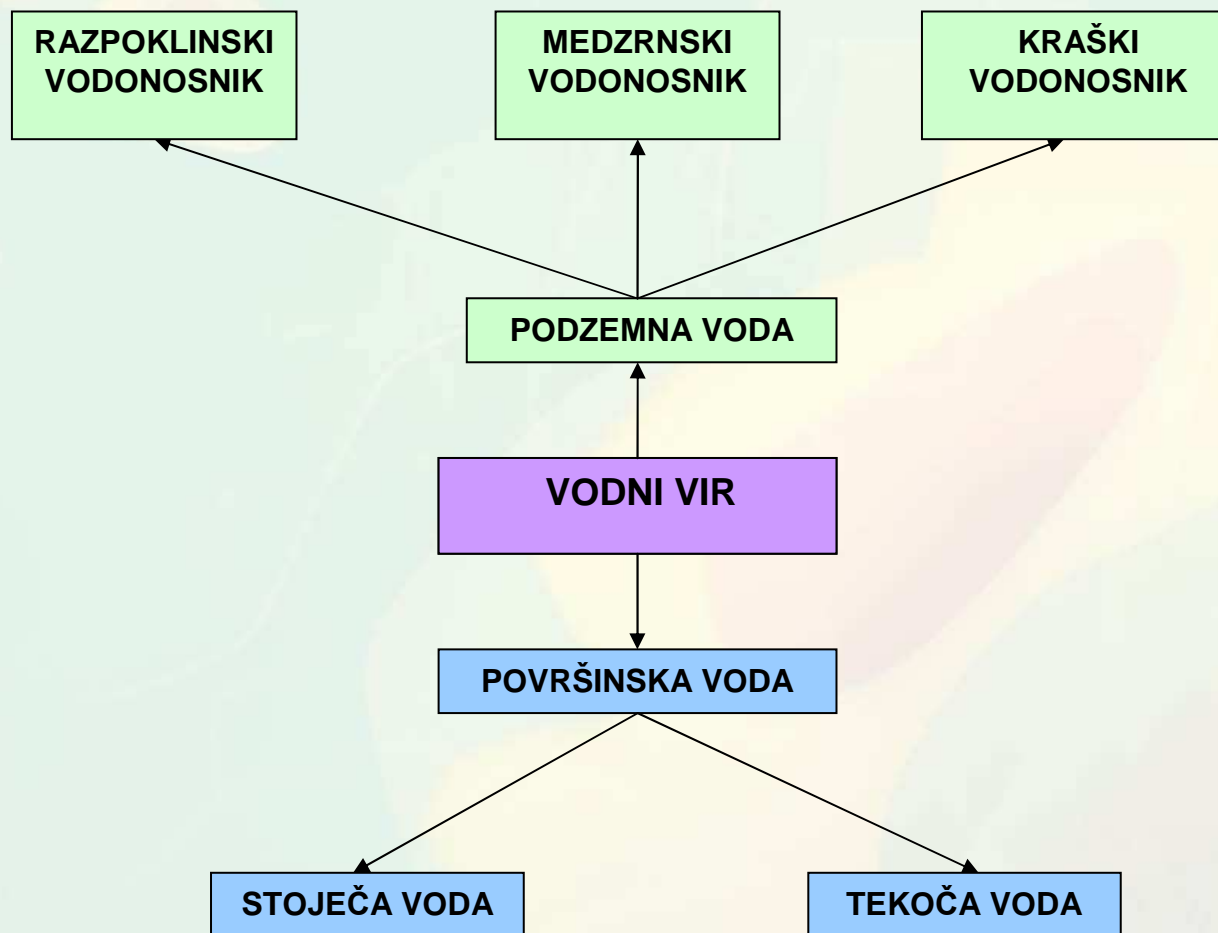 RAZPOKLINSKI
VODONOSNIK
MEDZRNSKI
VODONOSNIK
KRAŠKI
VODONOSNIK
PODZEMNA VODA
VODNI VIR
POVRŠINSKA VODA
STOJEČA VODA
TEKOČA VODA